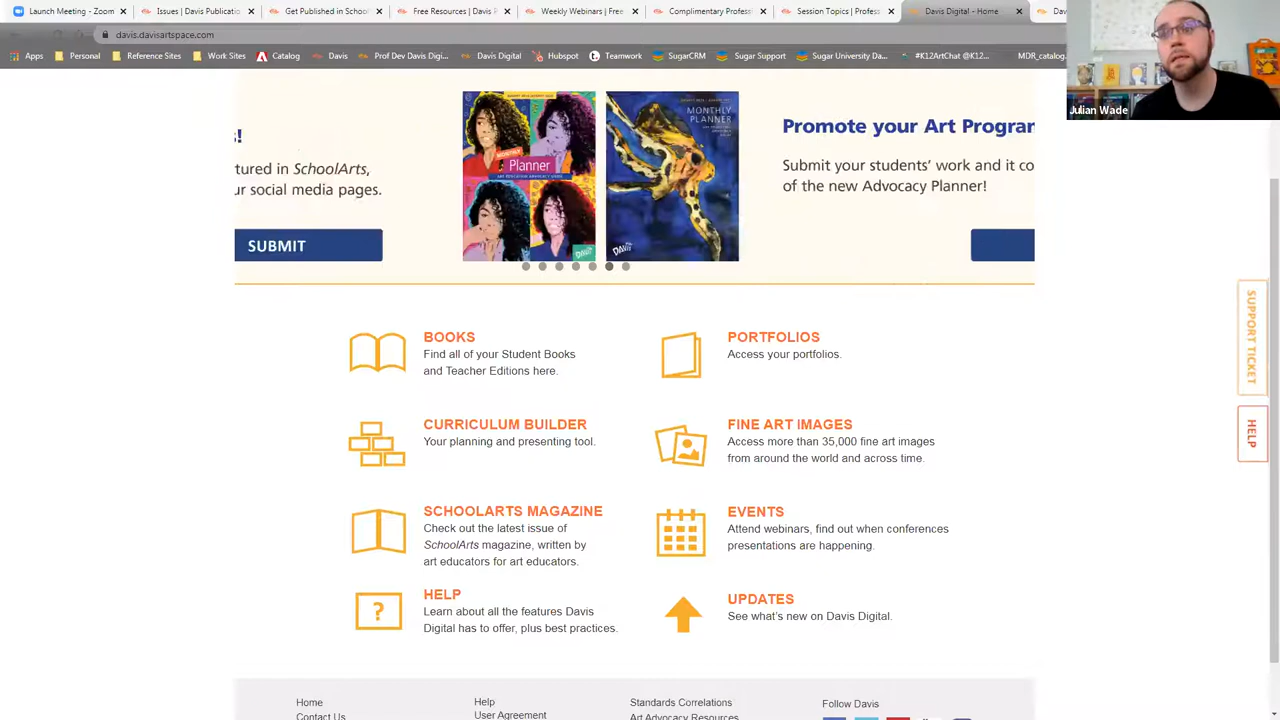 Launch Meeting - Zoom
Issues | Davis Publicatio
Get Published in School
Free Resources | Davis P
Weekly Webinars | Free
Complimentary Profess
Session Topics | Profess
Davis Digital - Home
davis.davisartspace.com
Apps
Personal
Reference Sites
Work Sites
Catalog
Davis
Prof Dev Davis Digi...
Davis Digital
Hubspot
Teamwork
SugarCRM
Sugar Support
Sugar University Da...
#K12ArtChat @K12...
MDR_catalog
Julian Wade
s!
tured in SchoolArts,
ur social media pages.
SUBMIT
Planner
MONTHLY
PLANNER
DAVIS
Promote your Art Prograr
Submit your students' work and it co
of the new Advocacy Planner!
BOOKS
Find all of your Student Books
and Teacher Editions here.
PORTFOLIOS
Access your portfolios.
CURRICULUM BUILDER
Your planning and presenting tool.
FINE ART IMAGES
Access more than 35,000 fine art images
from around the world and across time.
SCHOOLARTS MAGAZINE
Check out the latest issue of
SchoolArts magazine, written by
art educators for art educators.
EVENTS
Attend webinars, find out when conferences
presentations are happening.
?
HELP
Learn about all the features Davis
Digital has to offer, plus best practices.
UPDATES
See what's new on Davis Digital.
SUPPORT TICKET
HELP
Home
Contact Us
Help
User Agreement
Standards Correlations
Art Advocacy Resources
Follow Davis